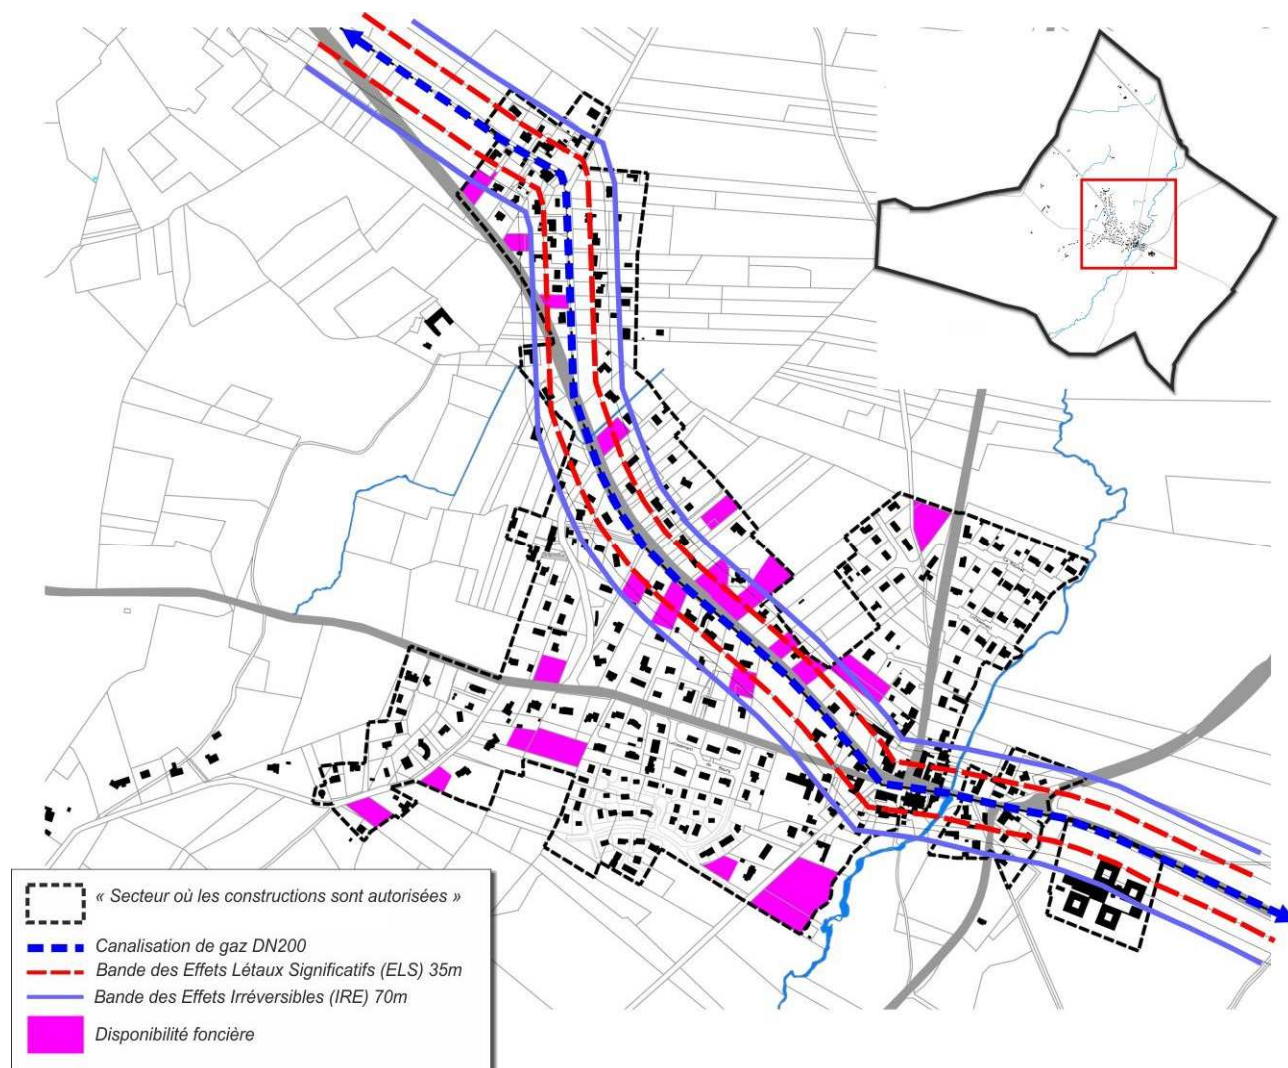 « Secteur où les constructions sont autorisées »
Canalisation de gaz DN200
Bande des Effets Létaux Significatifs (ELS) 35m
Bande des Effets Irréversibles (IRE) 70m
Disponibilité foncière